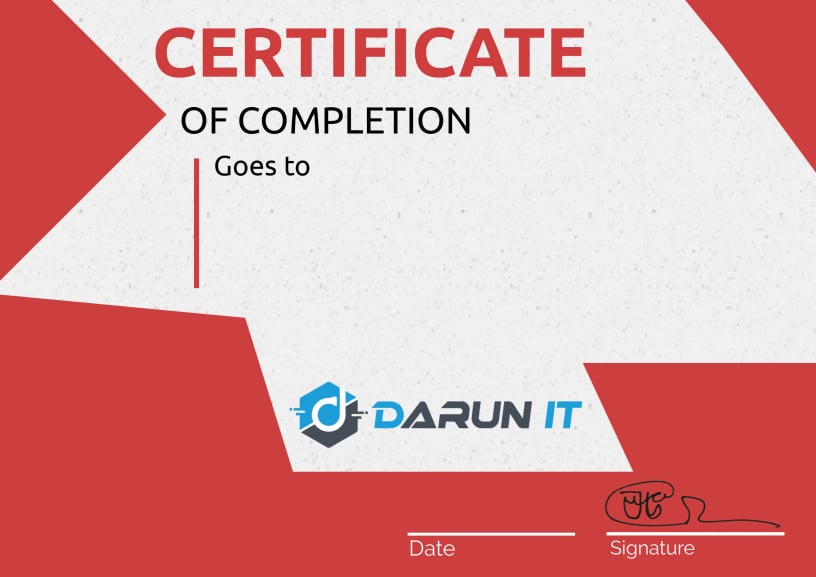 CERTIFICATE
OF COMPLETION
Goes to
DARUN IT
Date
Signature